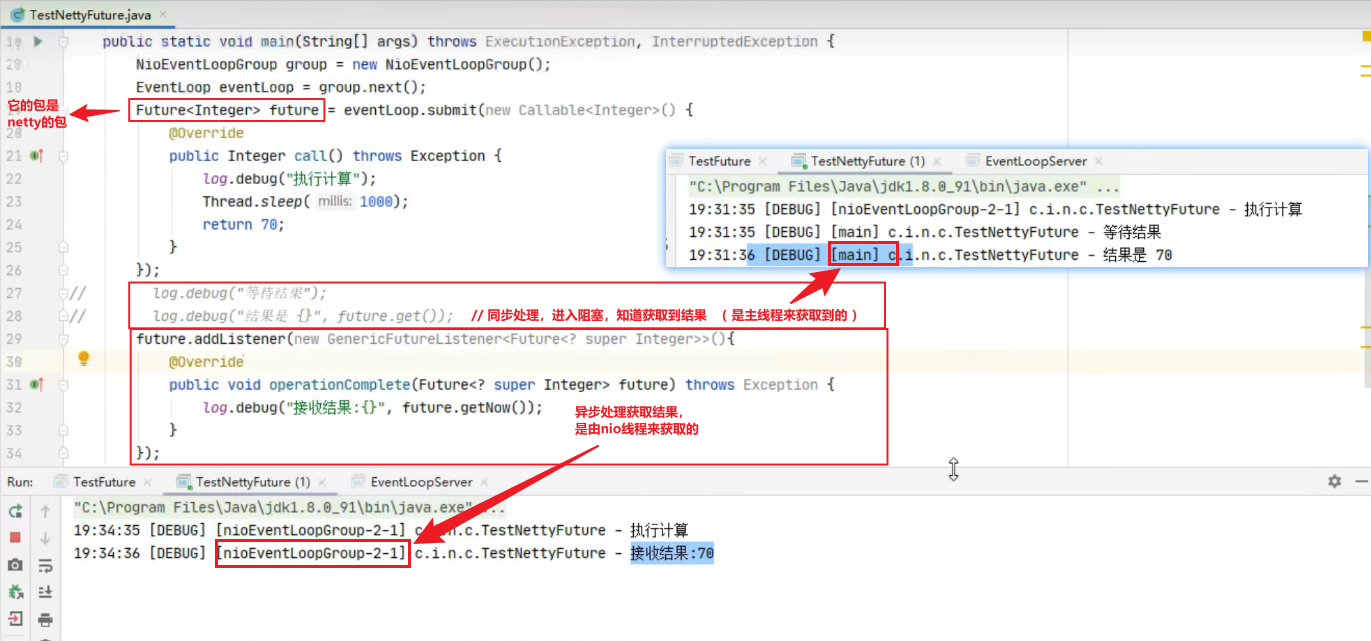 TestNettyFuture.java
public static void main(String[] args) throws ExecutionException, InterruptedException {
NioEventLoopGroup group = new NioEventLoopGroup();
18 EventLoop eventLoop = group.next();
它的包是
netty的包
Future<Integer> future = eventLoop.submit(new Callable<Integer>() {
20 @Override
21 public Integer call() throws Exception {
22 log.debug("执行计算");
23 Thread.sleep( millis: 1000);
24 return 70;
25 }
26 });
27 // log.debug("等待结果");
28 // log.debug("结果是 {}", future.get()); // 同步处理，进入阻塞，知道获取到结果 （ 是主线程来获取到的 ）
29 future.addListener(new GenericFutureListener<Future<? super Integer>>(){
30 @Override
31 public void operationComplete(Future<? super Integer> future) throws Exception {
32 log.debug("接收结果:{}", future.getNow());
33 }
34 });
异步处理获取结果，
是由nio线程来获取的
TestFuture TestNettyFuture (1) EventLoopServer
"C:\Program Files\Java\jdk1.8.0_91\bin\java.exe" ...
19:31:35 [DEBUG] [nioEventLoopGroup-2-1] c.i.n.c.TestNettyFuture - 执行计算
19:31:35 [DEBUG] [main] c.i.n.c.TestNettyFuture - 等待结果
19:31:36 [DEBUG] [main] c.i.n.c.TestNettyFuture - 结果是 70
Run: TestFuture TestNettyFuture (1) EventLoopServer
"C:\Program Files\Java\jdk1.8.0_91\bin\java.exe" ...
19:34:35 [DEBUG] [nioEventLoopGroup-2-1] c.i.n.c.TestNettyFuture - 执行计算
19:34:36 [DEBUG] [nioEventLoopGroup-2-1] c.i.n.c.TestNettyFuture - 接收结果:70